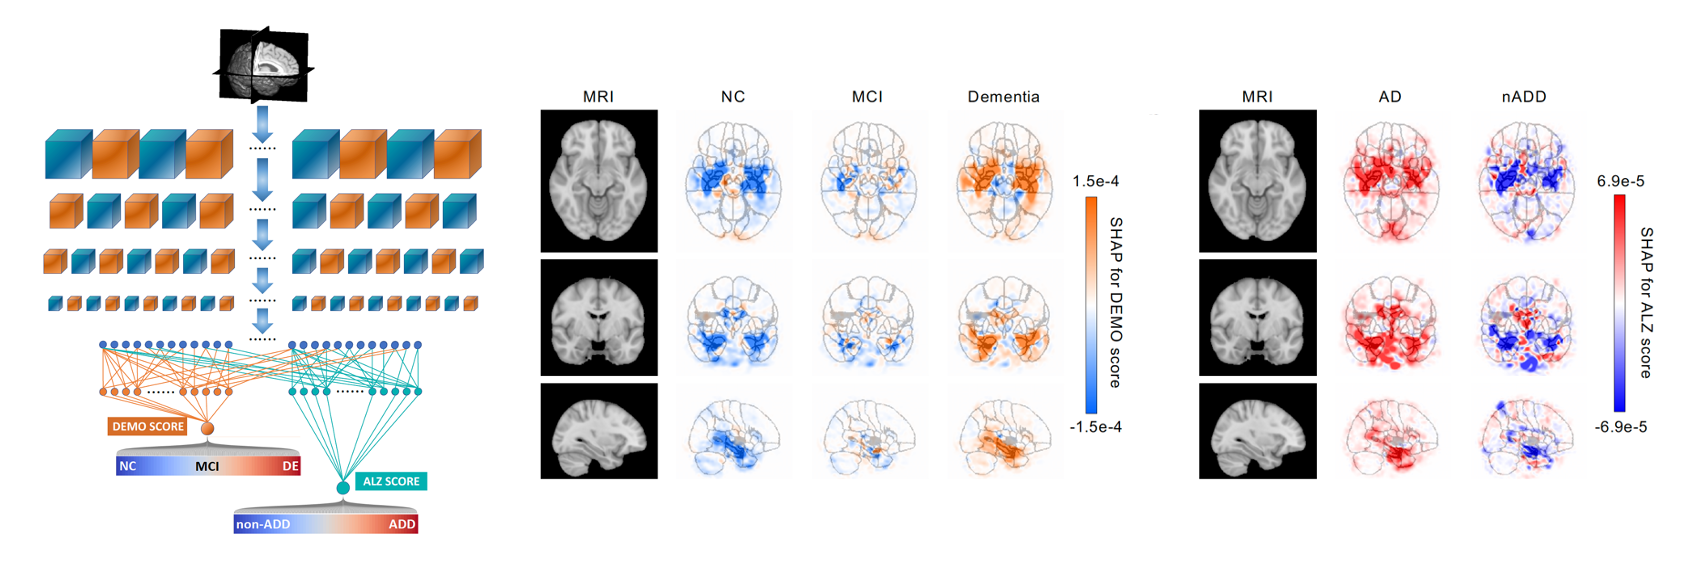 DEMO SCORE
NC MCI DE
ALZ SCORE
non-ADD ADD
MRI NC MCI Dementia
1.5e-4
SHAP for DEMO score
-1.5e-4
MRI AD nADD
6.9e-5
SHAP for ALZ score
-6.9e-5